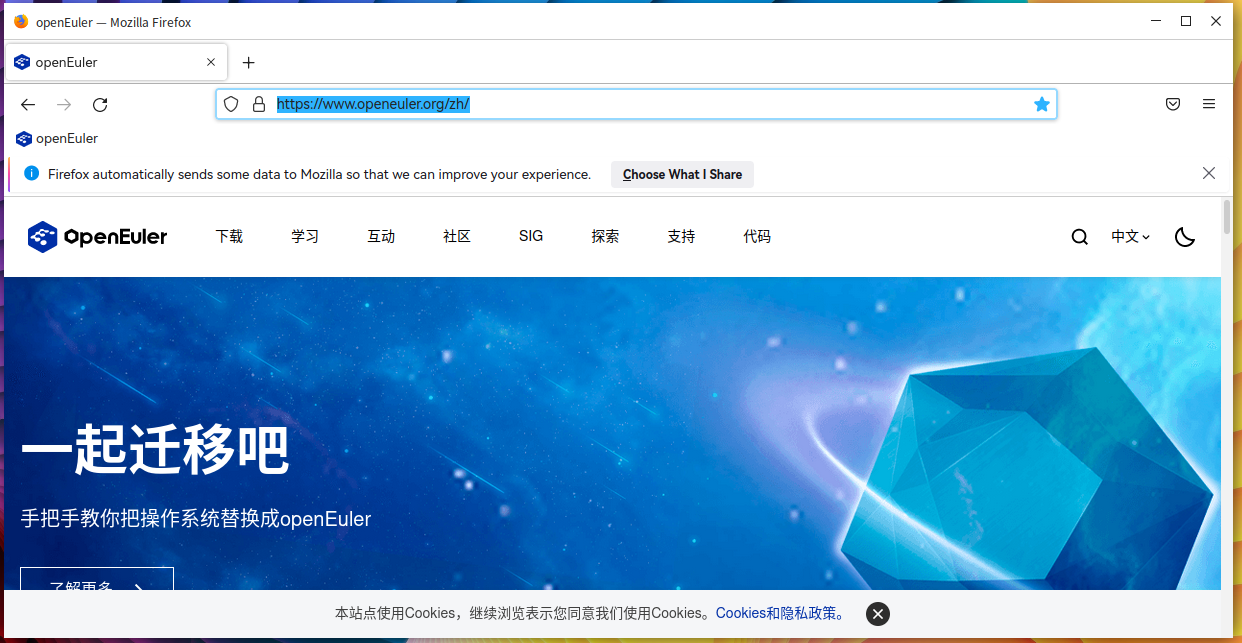 openEuler — Mozilla Firefox
openEuler
https://www.openeuler.org/zh/
openEuler
Firefox automatically sends some data to Mozilla so that we can improve your experience. Choose What I Share
OpenEuler 下载 学习 互动 社区 SIG 探索 支持 代码 中文
一起迁移吧
手把手教你把操作系统替换成openEuler
了解更多
本站点使用Cookies，继续浏览表示您同意我们使用Cookies。Cookies和隐私政策。